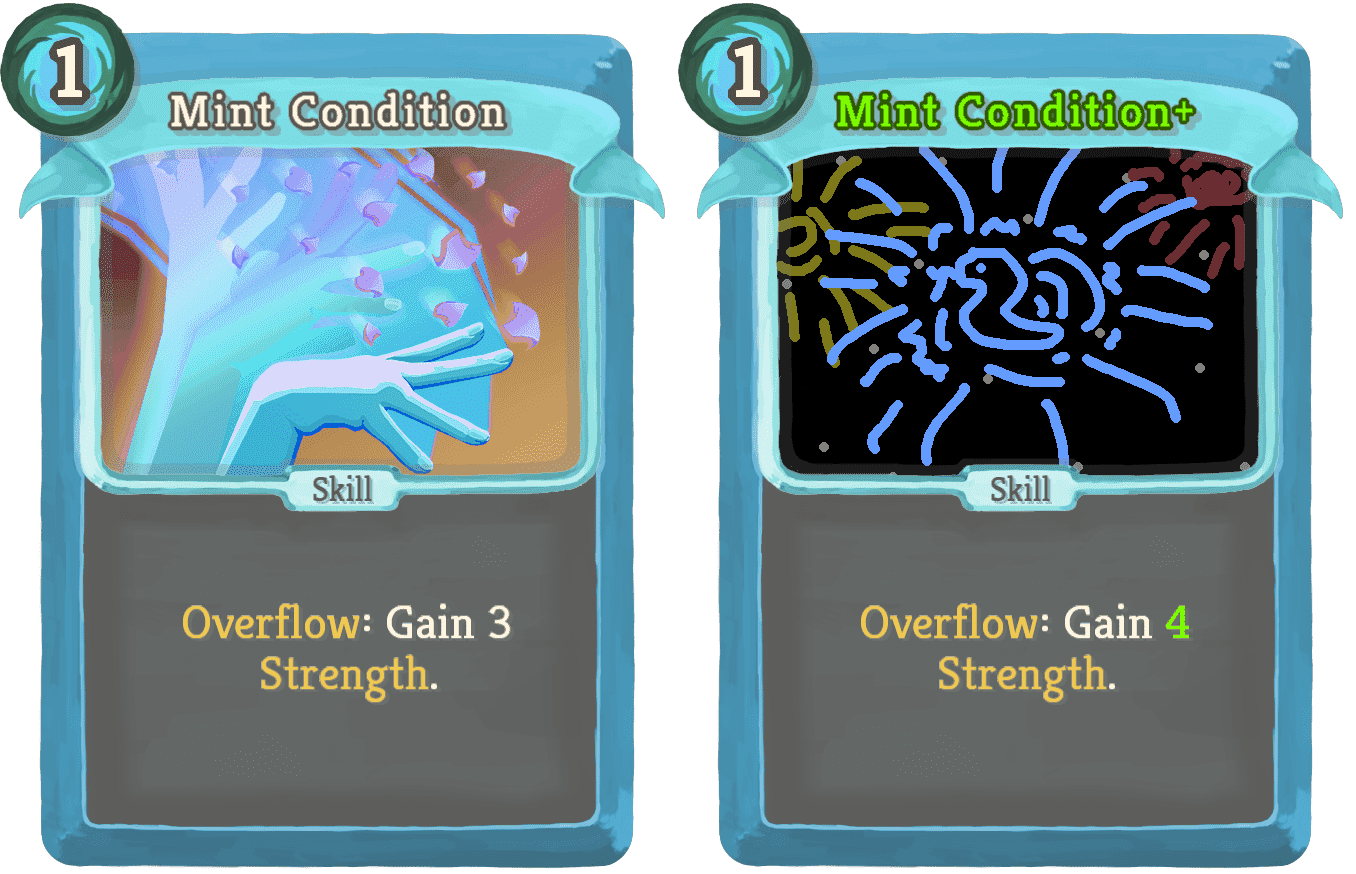 1
Mint Condition
Skill
Overflow: Gain 3
Strength.
1
Mint Condition+
Skill
Overflow: Gain 4
Strength.